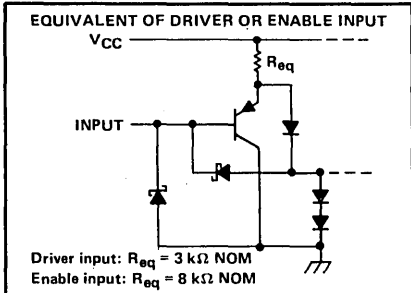 EQUIVALENT OF DRIVER OR ENABLE INPUT
VCC
Req
INPUT
Driver input: Req = 3 kΩ NOM
Enable input: Req = 8 kΩ NOM